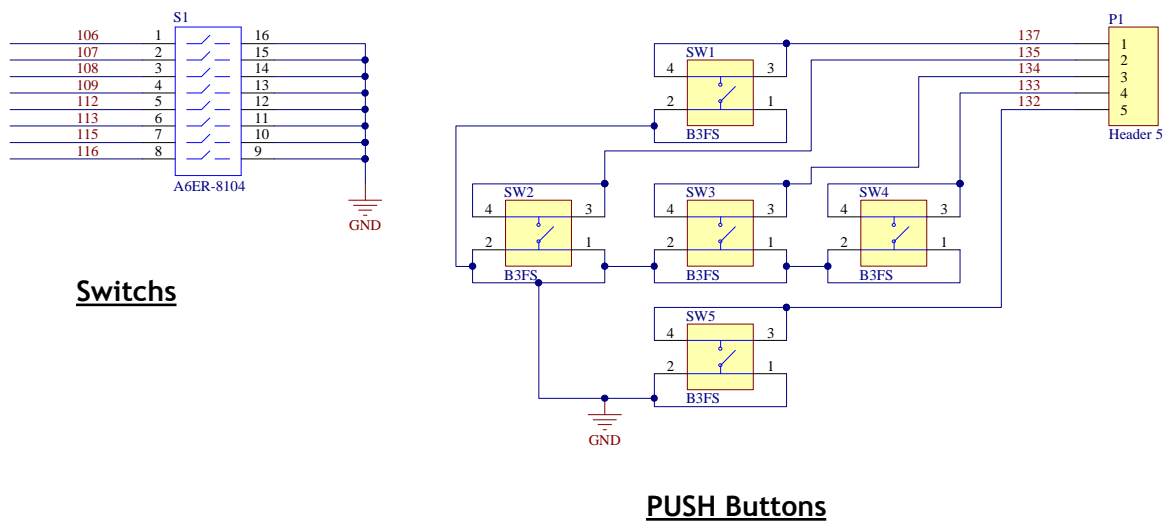 S1
106 1 16
107 2 15
108 3 14
109 4 13
112 5 12
113 6 11
115 7 10
116 8 9
A6ER-8104
GND
Switchs
P1
137 1
135 2
134 3
133 4
132 5
Header 5
SW1
4 3
2 1
B3FS
SW2 SW3 SW4
4 3 4 3 4 3
2 1 2 1 2 1
B3FS B3FS B3FS
SW5
4 3
2 1
B3FS
GND
PUSH Buttons